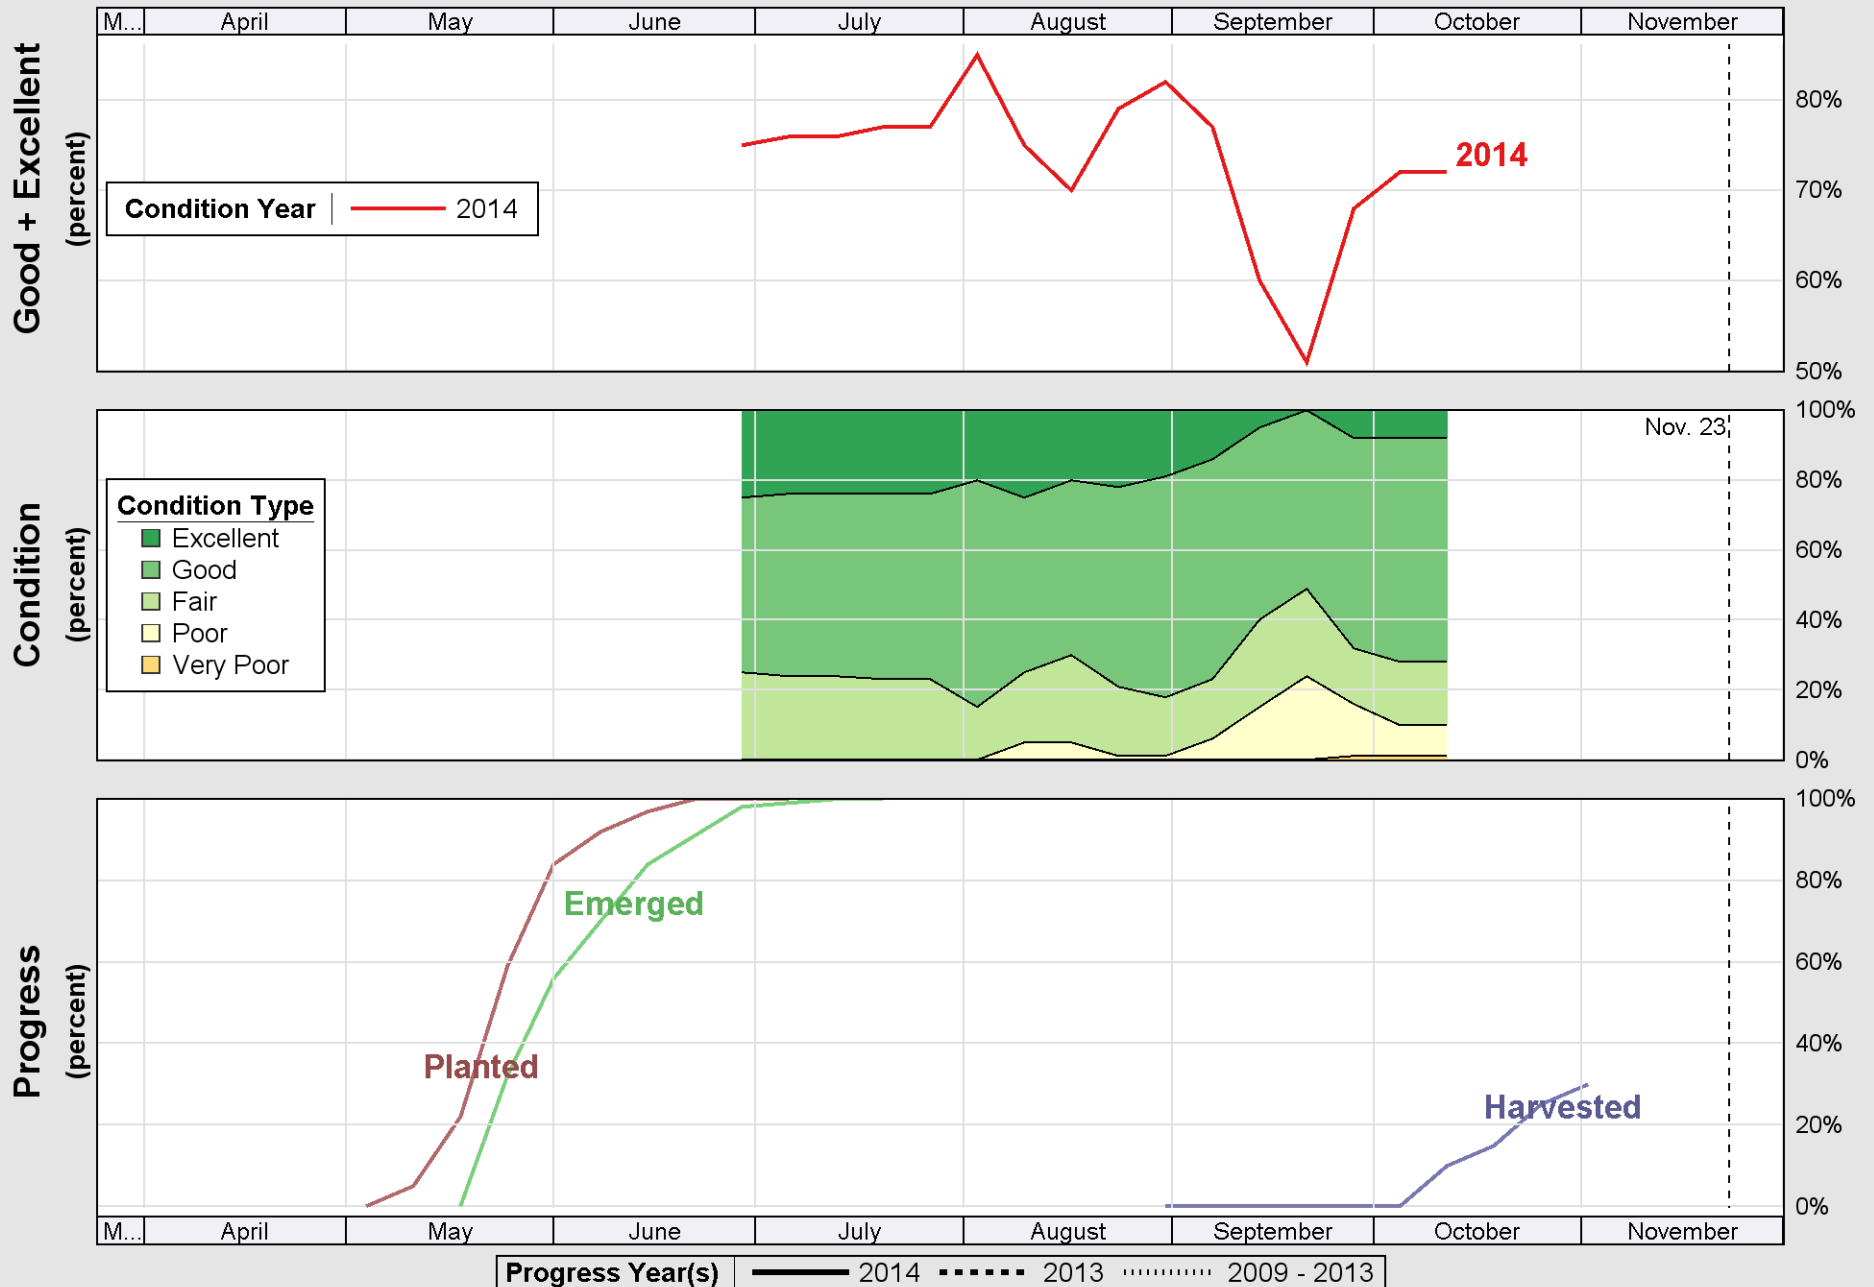 M... April May June July August September October November
Good + Excellent
(percent)
80%
70%
60%
50%
2014
Condition Year 2014
Condition
(percent)
100%
80%
60%
40%
20%
0%
Nov. 23
Condition Type
Excellent
Good
Fair
Poor
Very Poor
Progress
(percent)
100%
80%
60%
40%
20%
0%
Emerged
Planted
Harvested
M... April May June July August September October November
Progress Year(s) 2014 2013 2009 - 2013